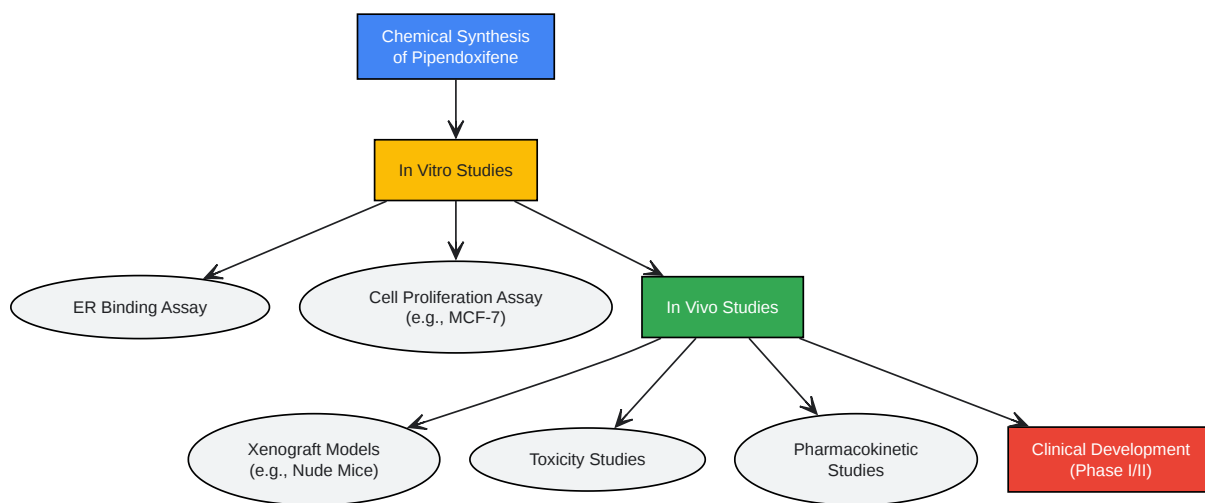 Chemical Synthesis
of Pipendoxifene
In Vitro Studies
ER Binding Assay
Cell Proliferation Assay
(e.g., MCF-7)
In Vivo Studies
Xenograft Models
(e.g., Nude Mice)
Toxicity Studies
Pharmacokinetic
Studies
Clinical Development
(Phase I/II)